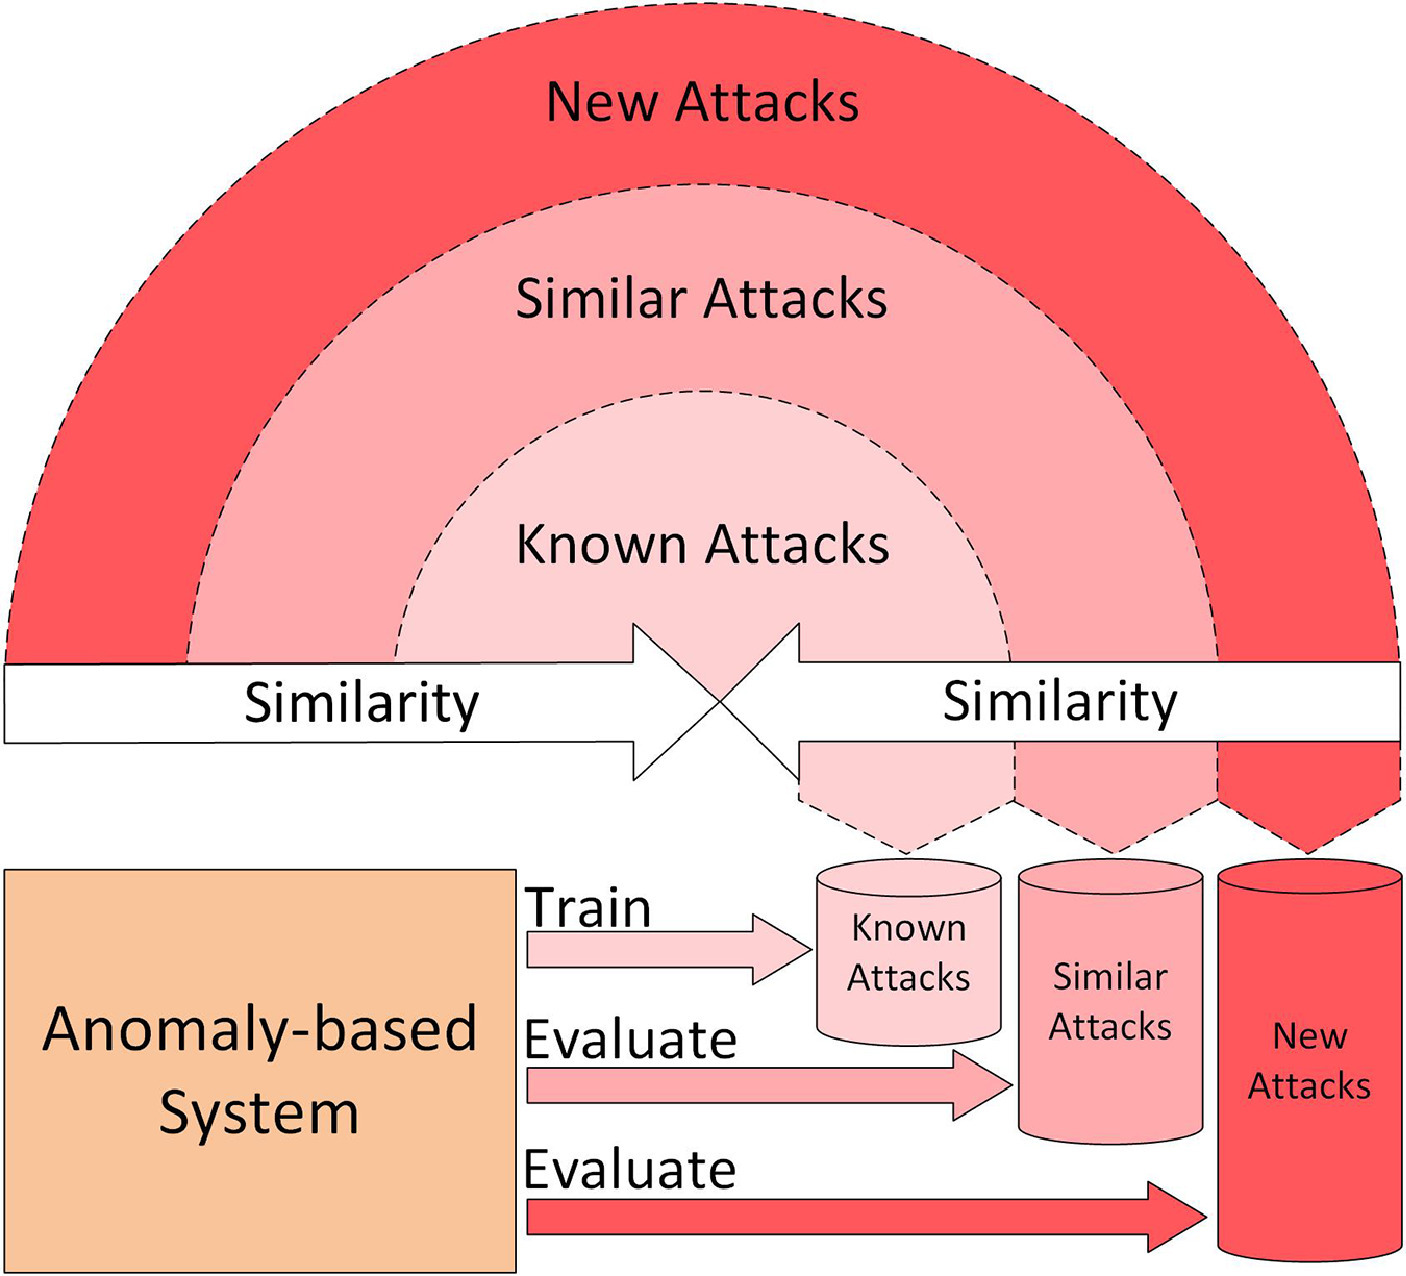 New Attacks
Similar Attacks
Known Attacks
Similarity
Similarity
Anomaly-based
System
Train
Evaluate
Evaluate
Known
Attacks
Similar
Attacks
New
Attacks